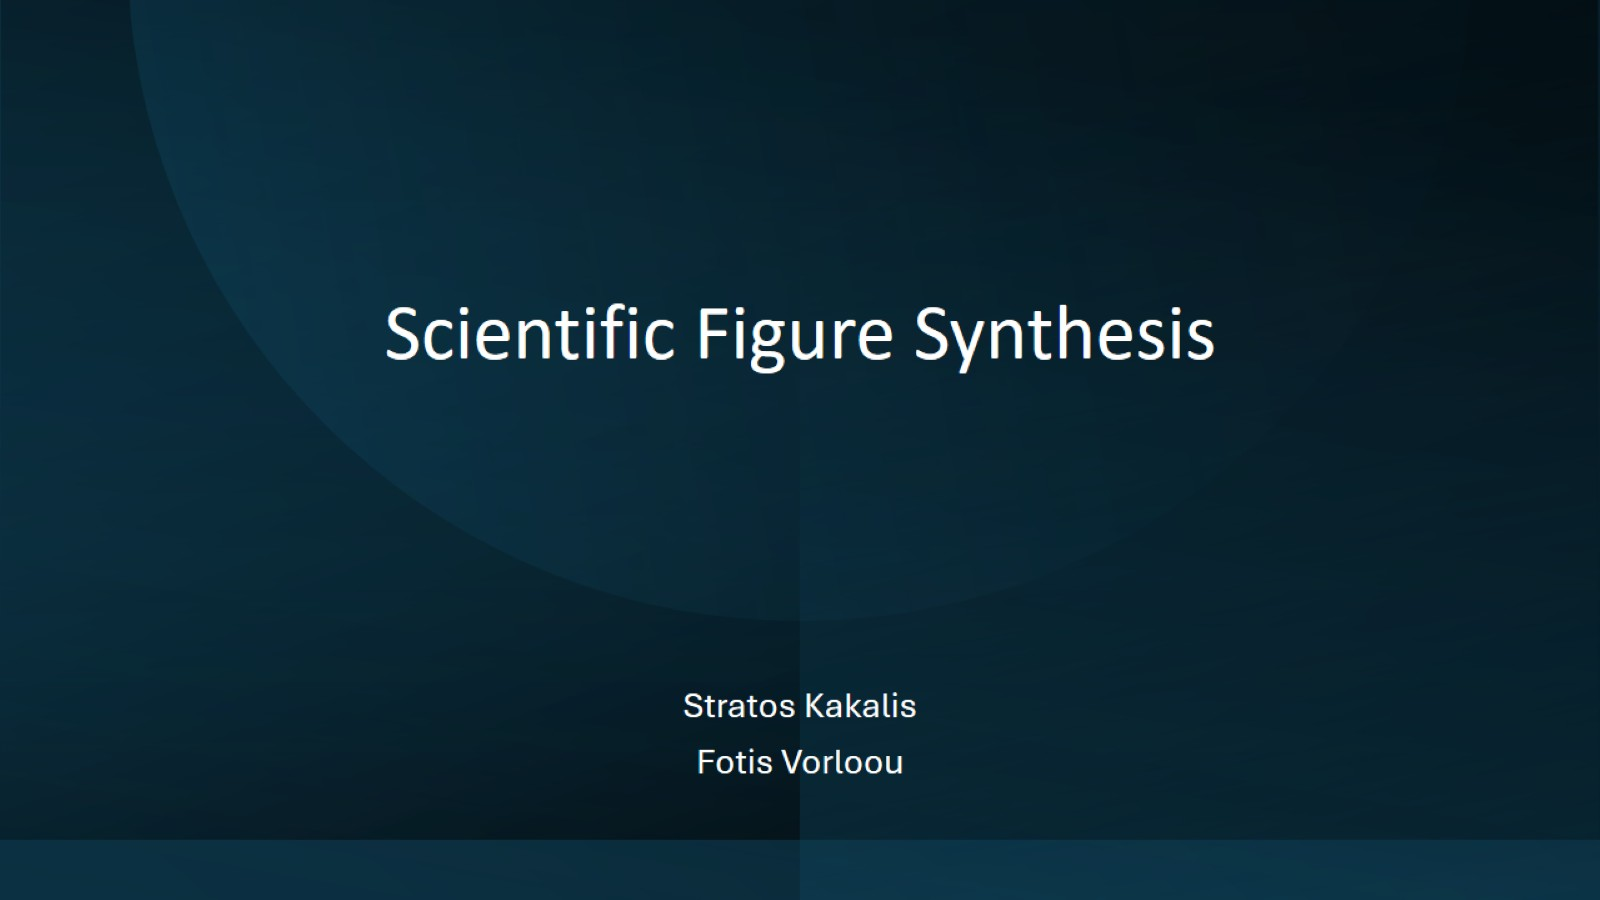 Scientific Figure Synthesis
Stratos Kakalis
Fotis Vorloou